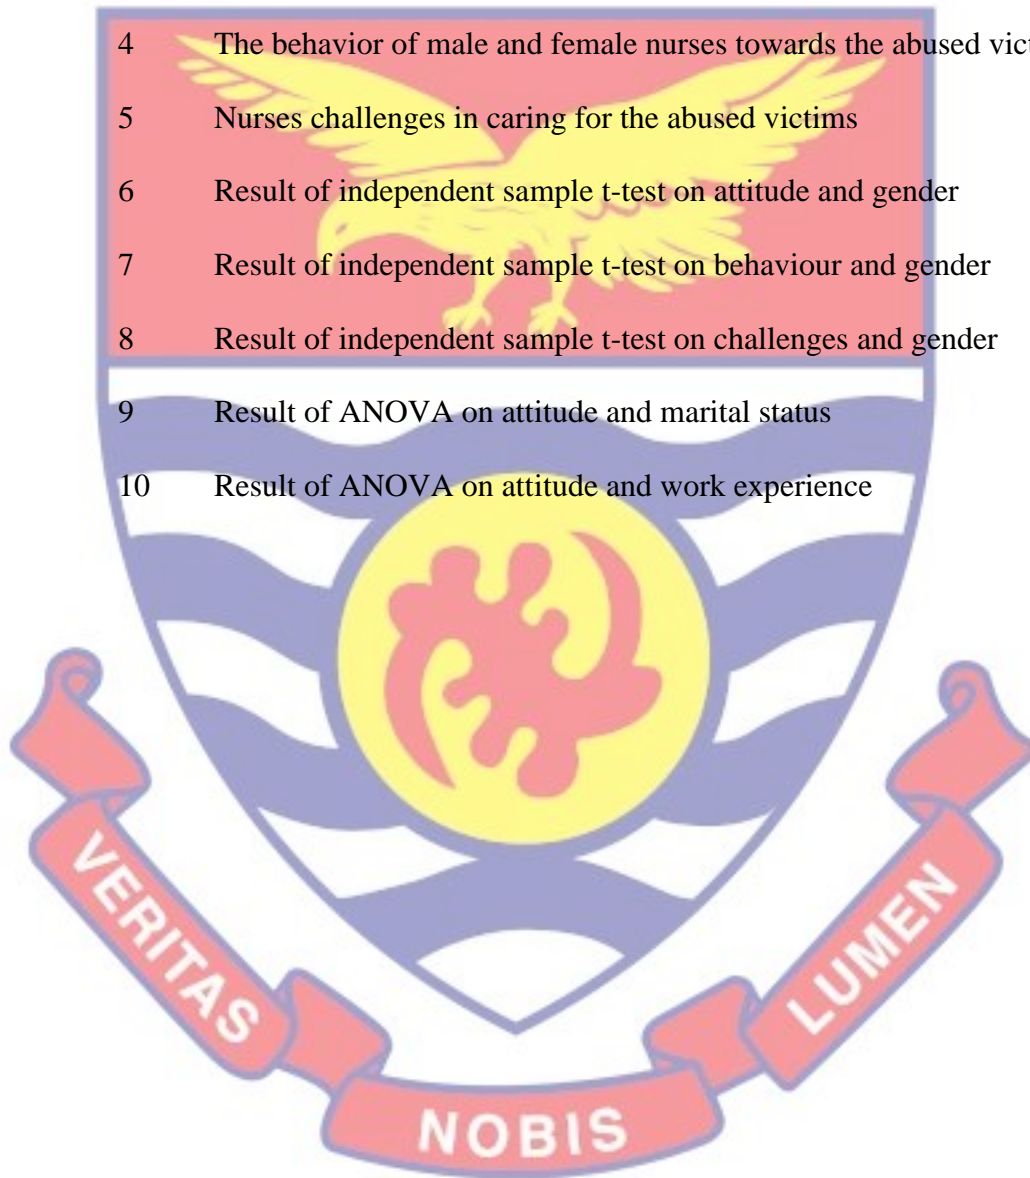 4 The behavior of male and female nurses towards the abused
5 Nurses challenges in caring for the abused victims
6 Result of independent sample t-test on attitude and gender
7 Result of independent sample t-test on behaviour and gender
8 Result of independent sample t-test on challenges and gender
9 Result of ANOVA on attitude and marital status
10 Result of ANOVA on attitude and work experience
VERITAS
NOBIS
LUMEN